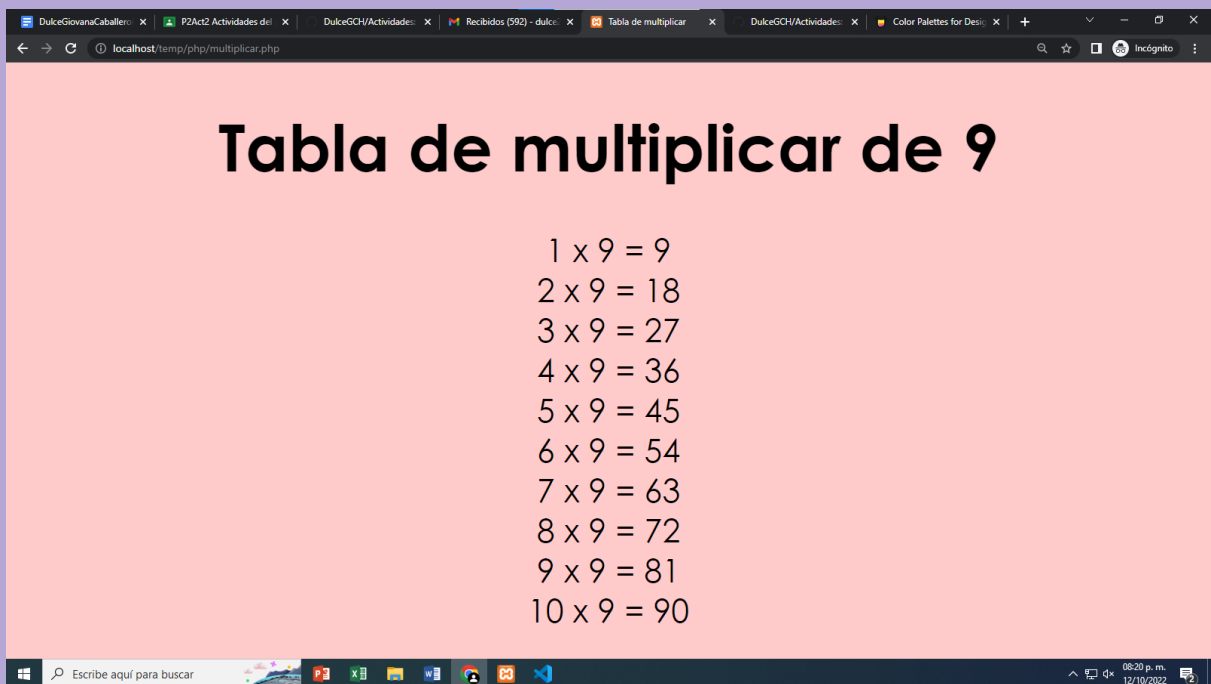 DulceGiovanaCaballero
P2Act2 Actividades del
DulceGCH/Actividades:
Recibidos (592) - dulce
Tabla de multiplicar
DulceGCH/Actividades:
Color Palettes for Desig
localhost/temp/php/multiplicar.php
Incógnito
Tabla de multiplicar de 9
1 x 9 = 9
2 x 9 = 18
3 x 9 = 27
4 x 9 = 36
5 x 9 = 45
6 x 9 = 54
7 x 9 = 63
8 x 9 = 72
9 x 9 = 81
10 x 9 = 90
Escribe aquí para buscar
08:20 p. m.
12/10/2022
2